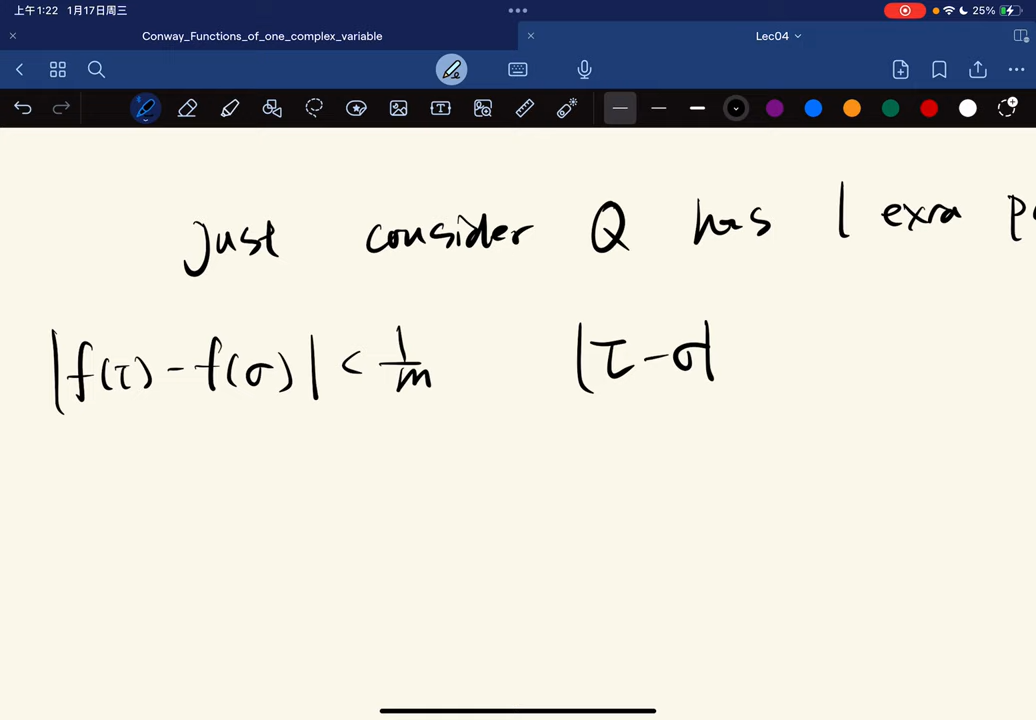 上午1:22 1月17日周三
25%
Conway_Functions_of_one_complex_variable
Lec04
just consider Q has 1 exra
|f(τ) - f(σ)| < 1/m |τ - σ|